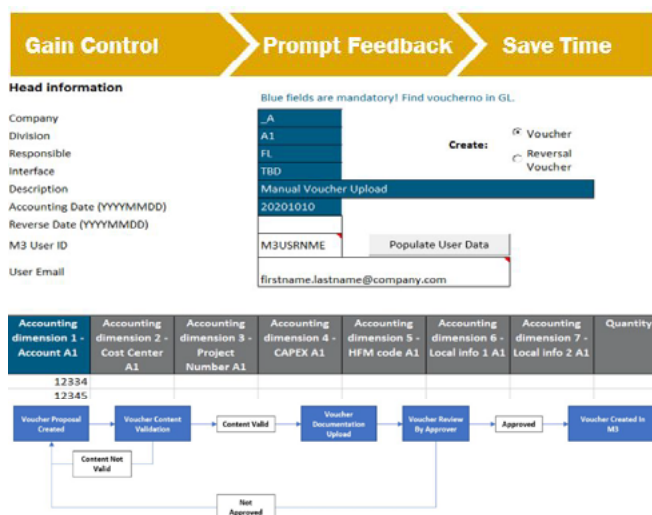 Gain Control
Prompt Feedback
Save Time
Head information
Blue fields are mandatory! Find voucherno in GL.
Company
_A
Division
A1
Create:
Voucher
Responsible
FL
Reversal
Voucher
Interface
TBD
Description
Manual Voucher Upload
Accounting Date (YYYYMMDD)
20201010
Reverse Date (YYYYMMDD)
M3 User ID
M3USRNME
Populate User Data
User Email
firstname.lastname@company.com
Accounting
dimension 1 -
Account A1
Accounting
dimension 2 -
Cost Center
A1
Accounting
dimension 3 -
Project
Number A1
Accounting
dimension 4 -
CAPEX A1
Accounting
dimension 5 -
HFM code A1
Accounting
dimension 6 -
Local info 1 A1
Accounting
dimension 7 -
Local info 2 A1
Quantity
12334
12345
Voucher Proposal
Created
Voucher Content
Validation
Content Valid
Voucher
Documentation
Upload
Voucher Review
By Approver
Approved
Voucher Created In
M3
Content Not
Valid
Not
Approved